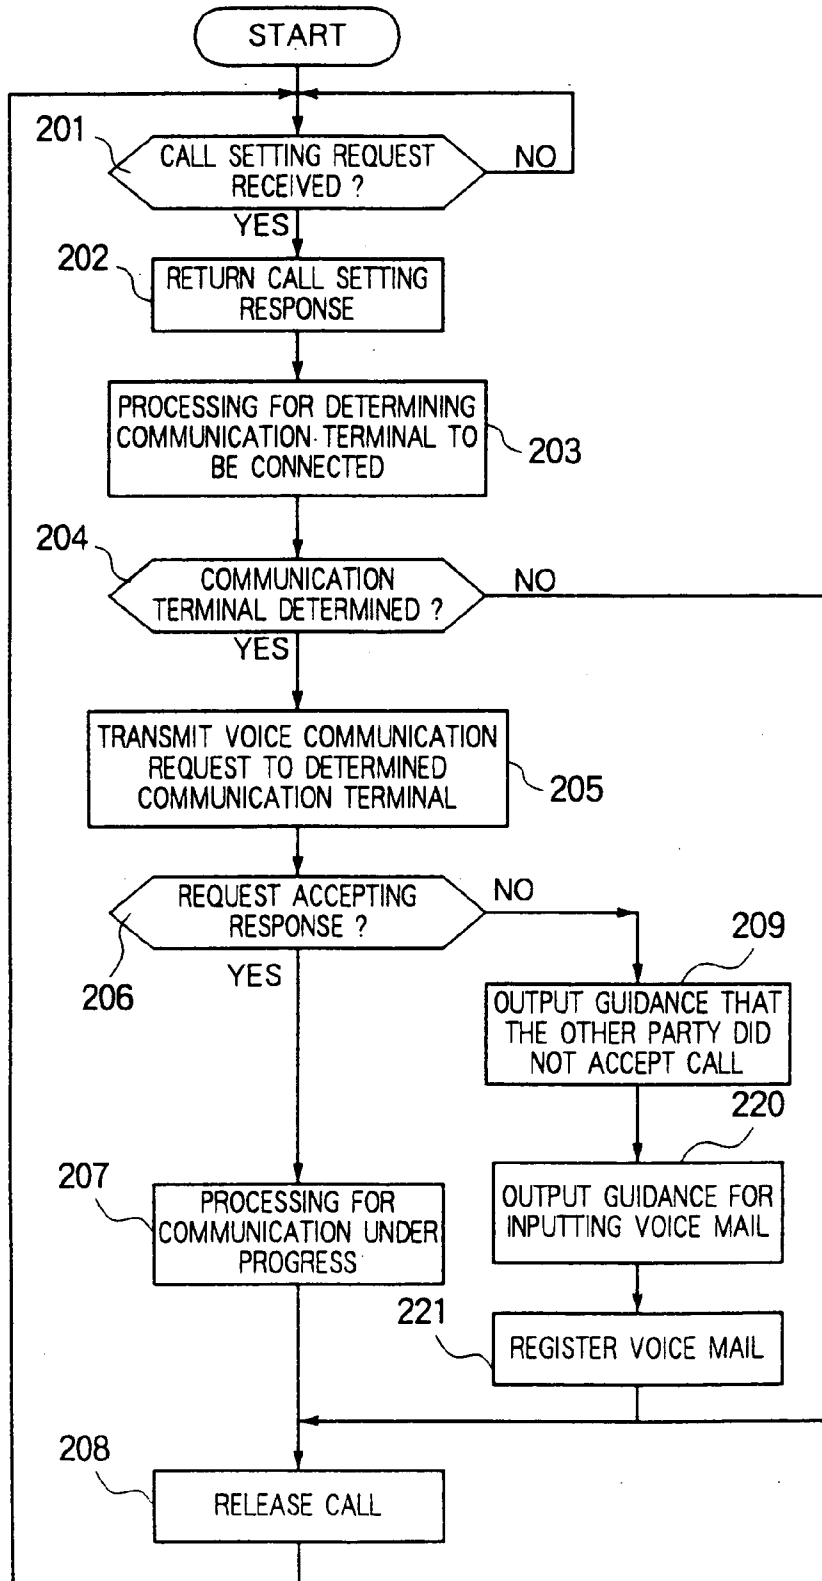 START
201
CALL SETTING REQUEST
RECEIVED ?
NO
YES
202
RETURN CALL SETTING
RESPONSE
PROCESSING FOR DETERMINING
COMMUNICATION TERMINAL TO
BE CONNECTED
203
204
COMMUNICATION
TERMINAL DETERMINED ?
NO
YES
TRANSMIT VOICE COMMUNICATION
REQUEST TO DETERMINED
COMMUNICATION TERMINAL
205
REQUEST ACCEPTING
RESPONSE ?
NO
206
YES
209
OUTPUT GUIDANCE THAT
THE OTHER PARTY DID
NOT ACCEPT CALL
220
OUTPUT GUIDANCE FOR
INPUTTING VOICE MAIL
207
PROCESSING FOR
COMMUNICATION UNDER
PROGRESS
221
REGISTER VOICE MAIL
208
RELEASE CALL